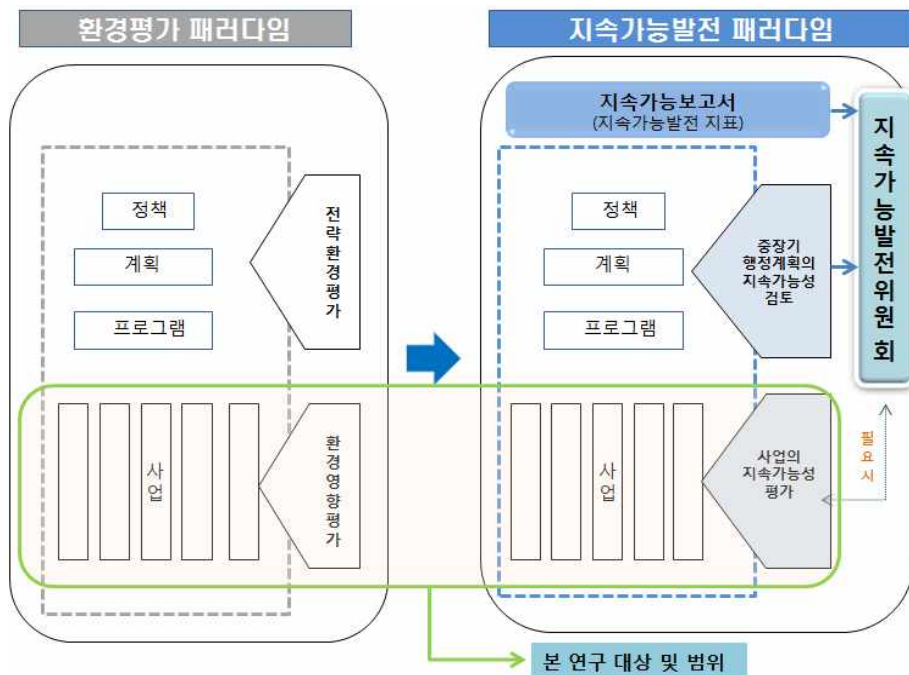 환경평가 패러다임
정책
계획
프로그램
전략환경평가
사업
환경영향평가
지속가능발전 패러다임
지속가능보고서
(지속가능발전 지표)
정책
계획
프로그램
중장기
행정계획의
지속가능성
검토
지속가능발전위원회
사업
사업의
지속가능성
평가
필요시
본 연구 대상 및 범위